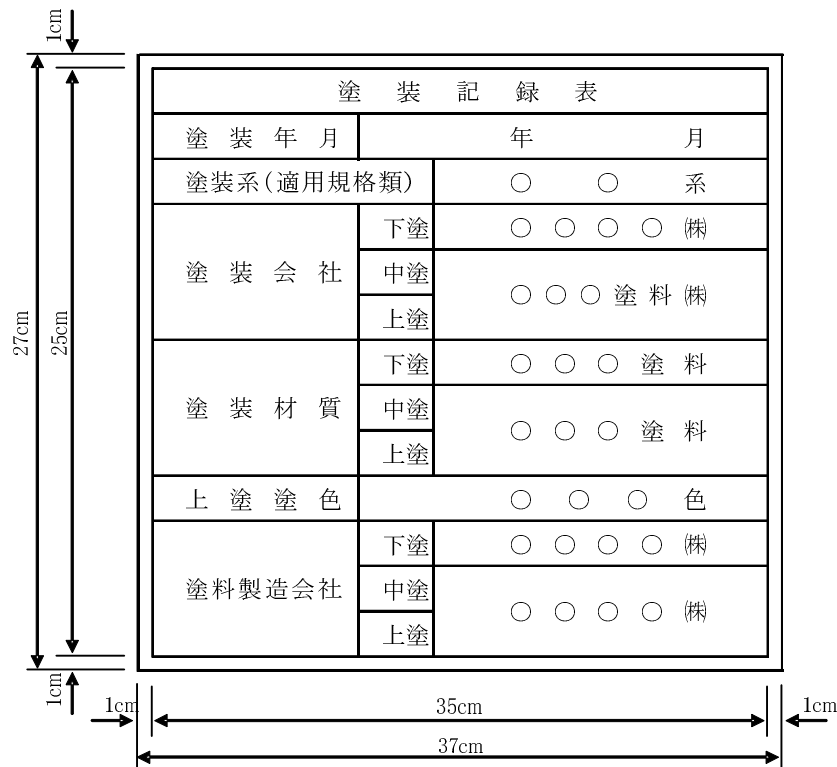 1cm
塗装記録表
塗装年月 年 月
塗装系(適用規格類) ○ ○ 系
下塗 ○○○○㈱
塗装会社 中塗 ○○○塗料㈱
上塗
下塗 ○○○塗料
塗装材質 中塗 ○○○塗料
上塗
上塗塗色 ○○○色
下塗 ○○○○㈱
塗料製造会社 中塗 ○○○○㈱
上塗
27cm
25cm
1cm
1cm 35cm 1cm
37cm